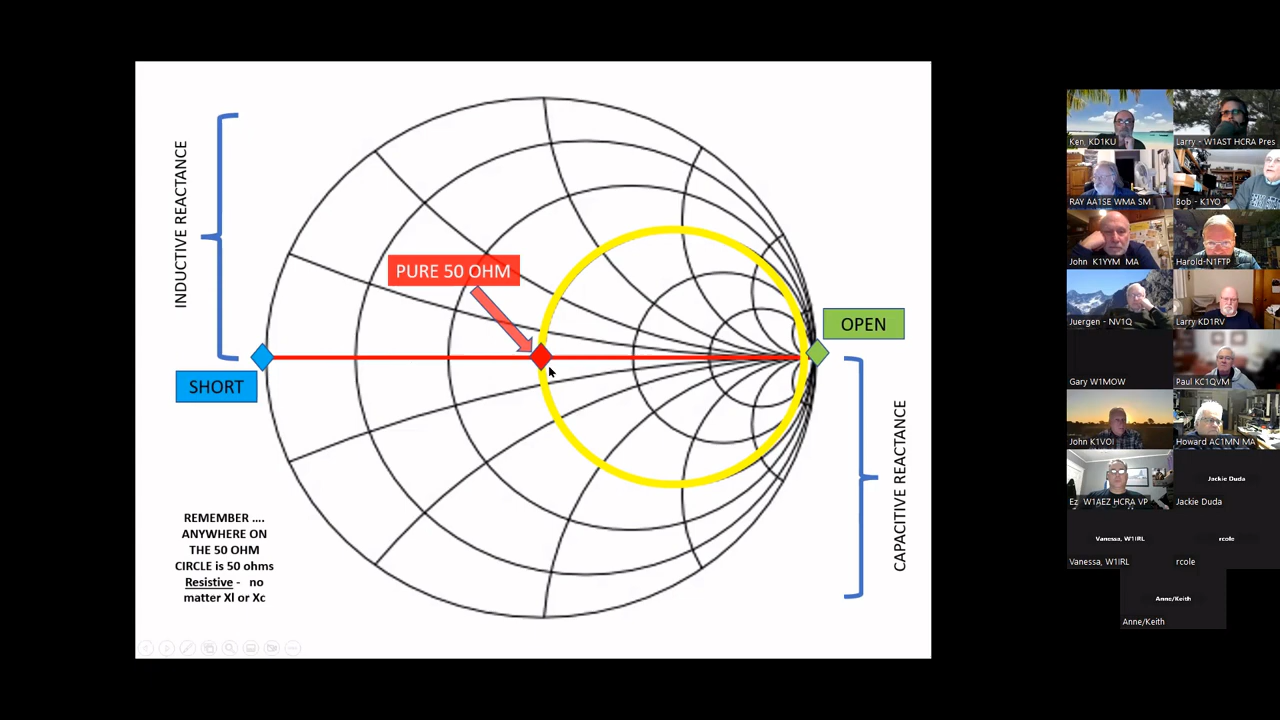 INDUCTIVE REACTANCE
PURE 50 OHM
OPEN
SHORT
CAPACITIVE REACTANCE
REMEMBER ....
ANYWHERE ON
THE 50 OHM
CIRCLE is 50 ohms
Resistive - no
matter Xl or Xc
Ken KD1KU
Larry - W1AST HCRA Pres
RAY AA1SE WMA SM
Bob - K1YO
John K1YYM MA
Harold-N1FTP
Juergen - NV1Q
Larry KD1RV
Gary W1MOW
Paul KC1QVM
John K1VOI
Howard AC1MN MA
Ez W1AEZ HCRA VP
Jackie Duda
Jackie Duda
Vanessa, W1IRL
rcole
Vanessa, W1IRL
rcole
Anne/Keith
Anne/Keith